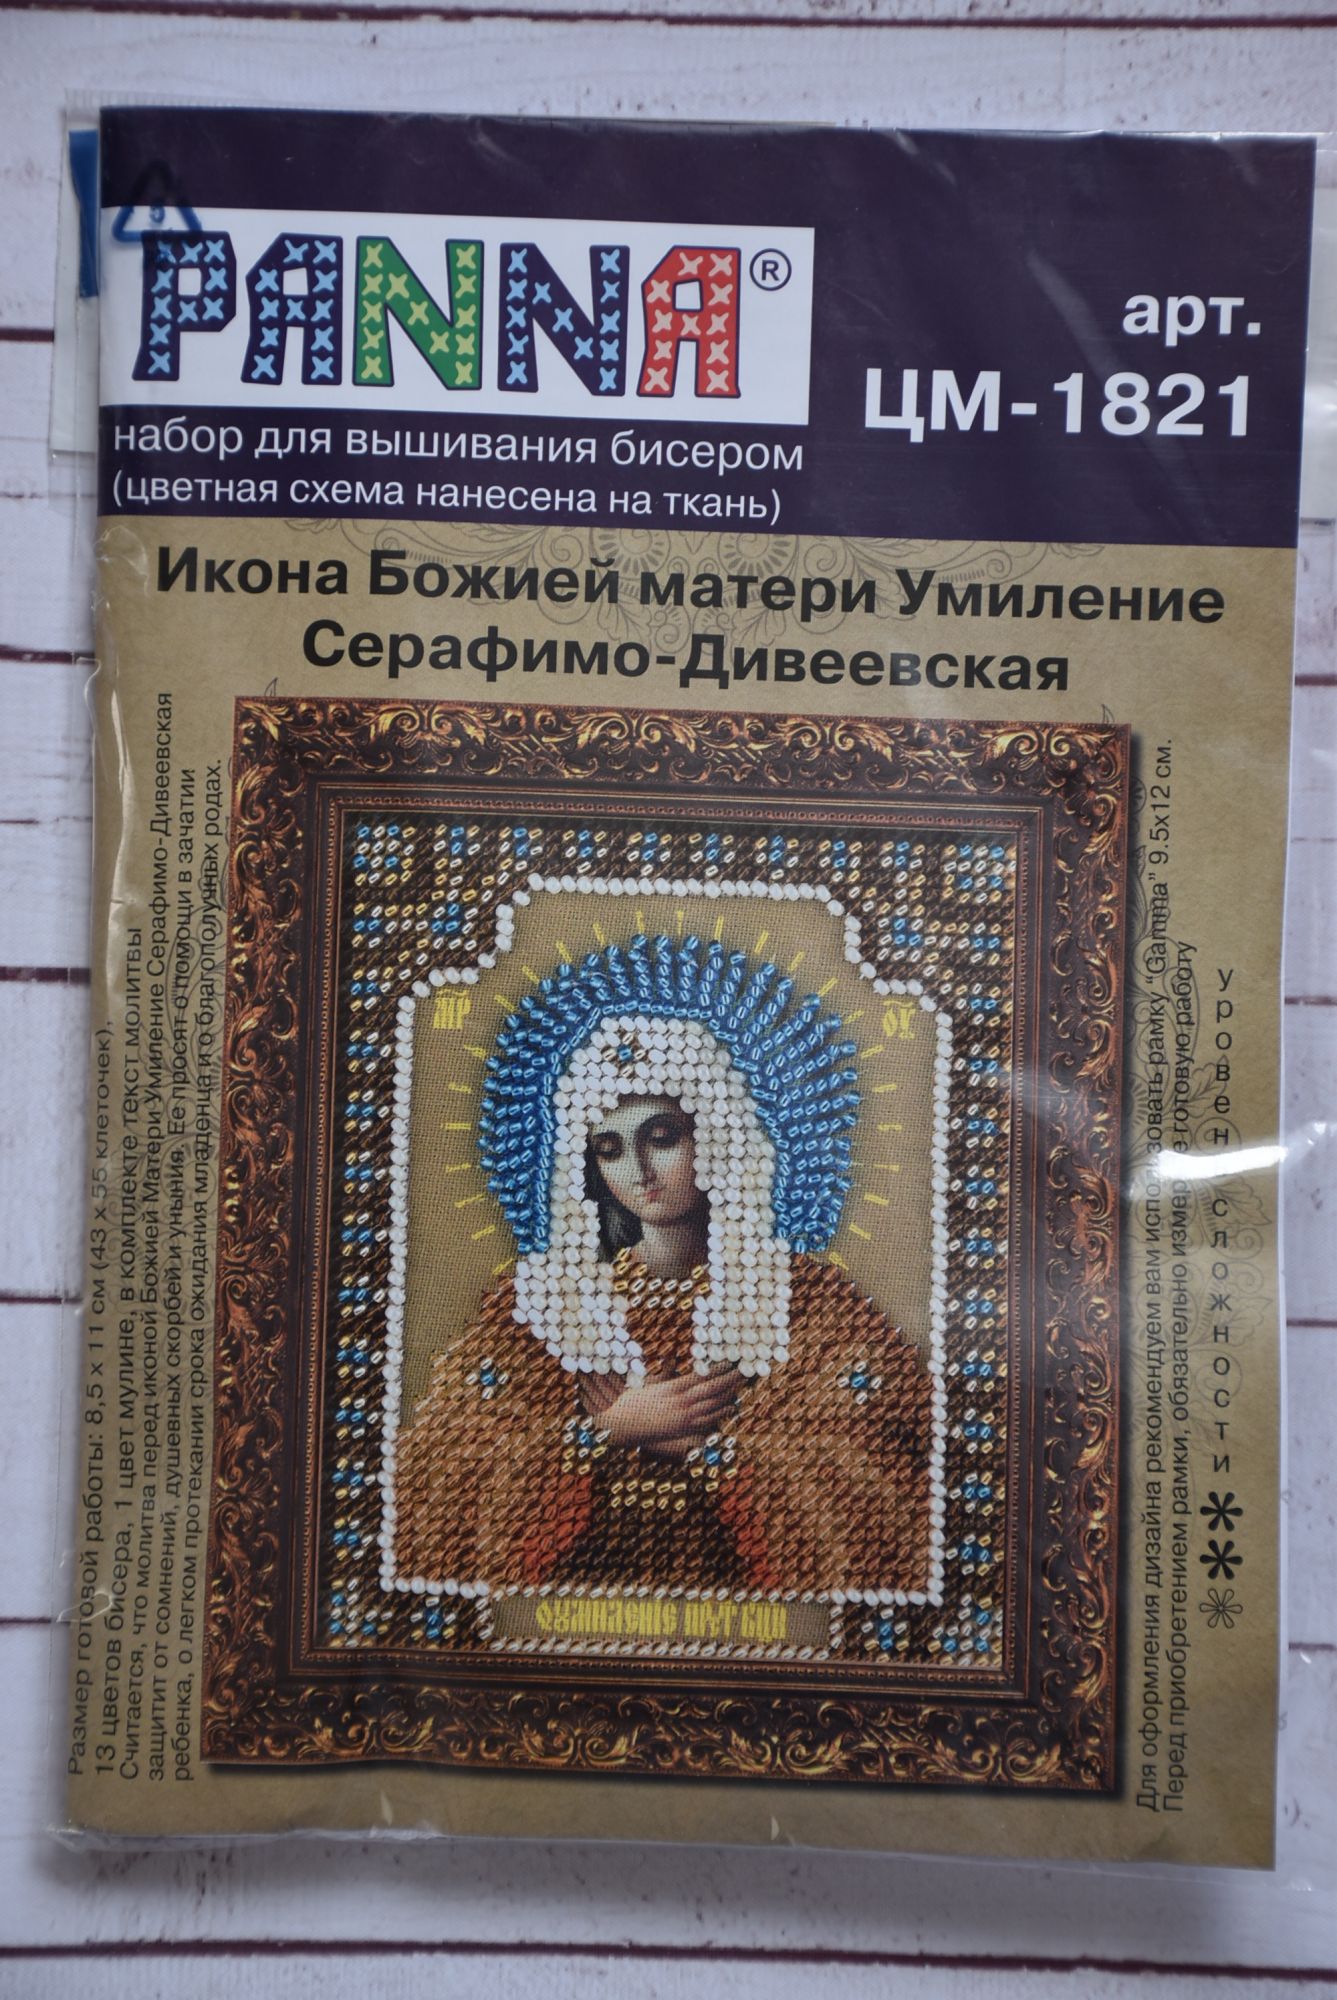 PANNA®
арт.
ЦМ-1821
набор для вышивания бисером
(цветная схема нанесена на ткань)
Икона Божией матери Умиление
Серафимо-Дивеевская
Размер готовой работы: 8,5 х 11 см (43 х 55 клеточек),
13 цветов бисера, 1 цвет мулине, в комплекте текст молитвы
Считается, что молитва перед иконой Божией Матери Умиление Серафимо-Дивеевская
защитит от сомнений, душевных скорбей и уныния. Ее просят о помощи в зачатии
ребенка, о легком протекании срока ожидания младенца и о благополучных родах.
Для оформления дизайна рекомендуем вам использовать рамку "Gamma" 9.5х12 см.
Перед приобретением рамки, обязательно измерьте готовую работу
уровень сложности